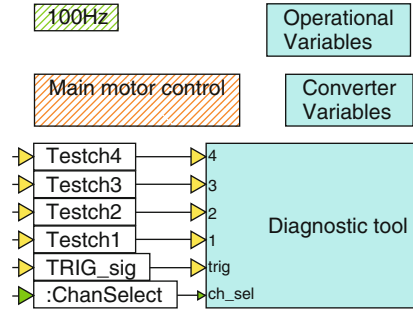 100Hz
Operational
Variables
Main motor control
Converter
Variables
Testch4
4
Testch3
3
Testch2
2
Testch1
1
Diagnostic tool
TRIG_sig
trig
:ChanSelect
ch_sel